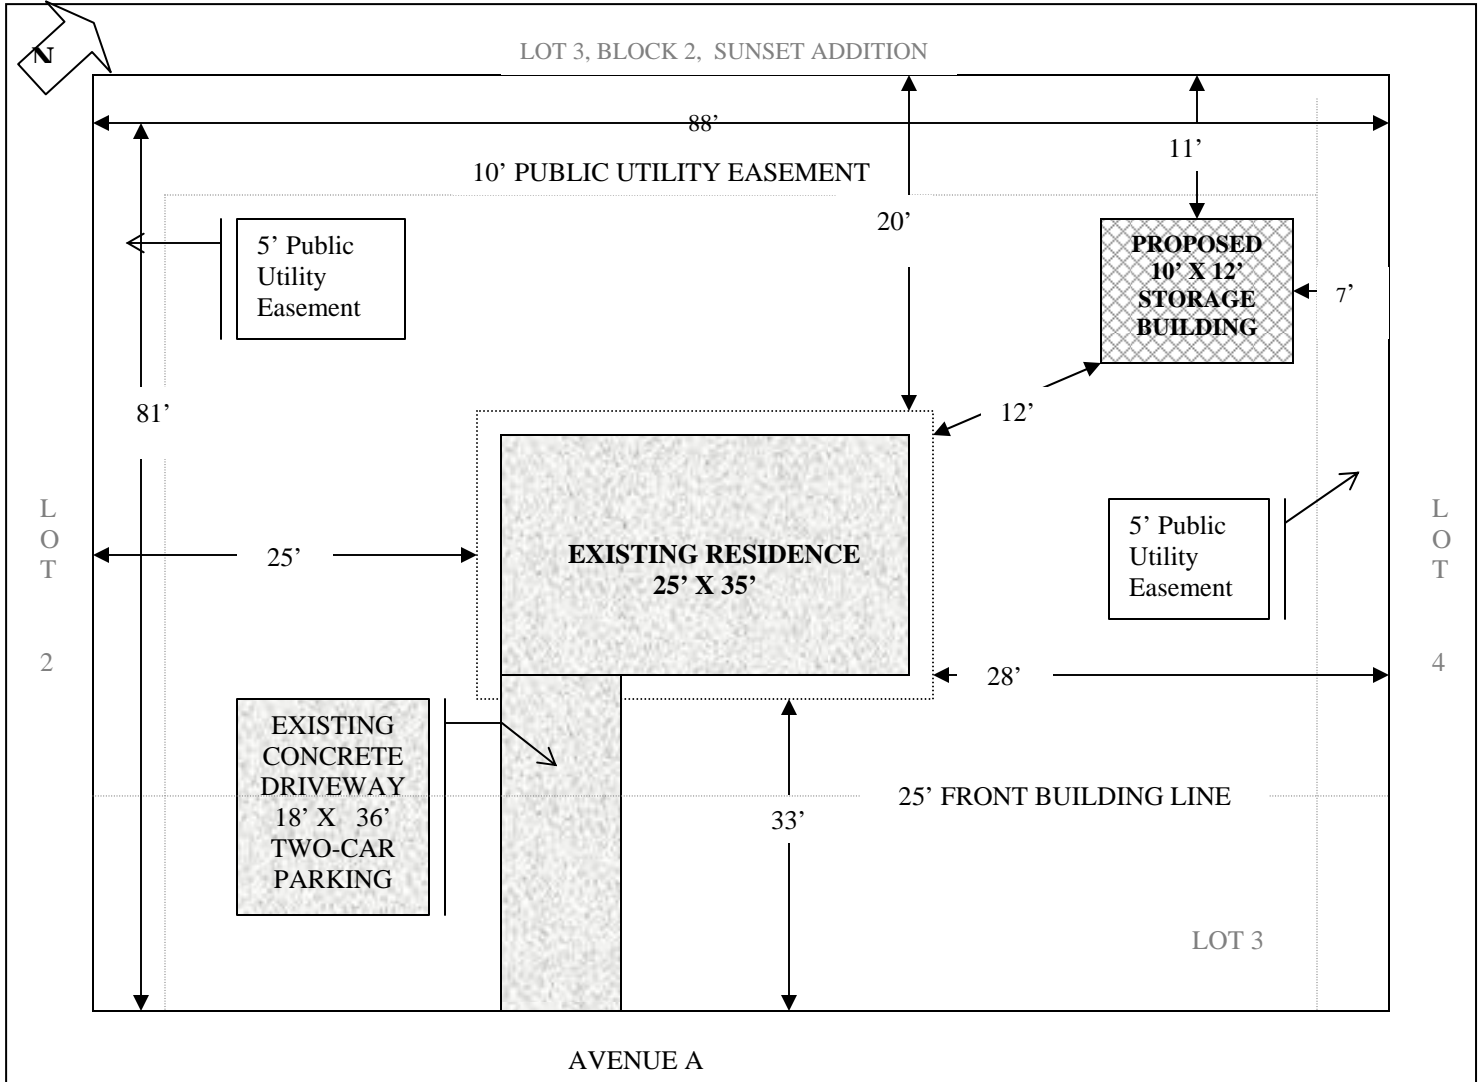 N
LOT 3, BLOCK 2, SUNSET ADDITION
88’
11’
10’ PUBLIC UTILITY EASEMENT
20’
5’ Public
Utility
Easement
PROPOSED
10’ X 12’
STORAGE
BUILDING
7’
81’
12’
L
O
T
2
25’
EXISTING RESIDENCE
25’ X 35’
5’ Public
Utility
Easement
L
O
T
4
28’
EXISTING
CONCRETE
DRIVEWAY
18’ X 36’
TWO-CAR
PARKING
33’
25’ FRONT BUILDING LINE
LOT 3
AVENUE A